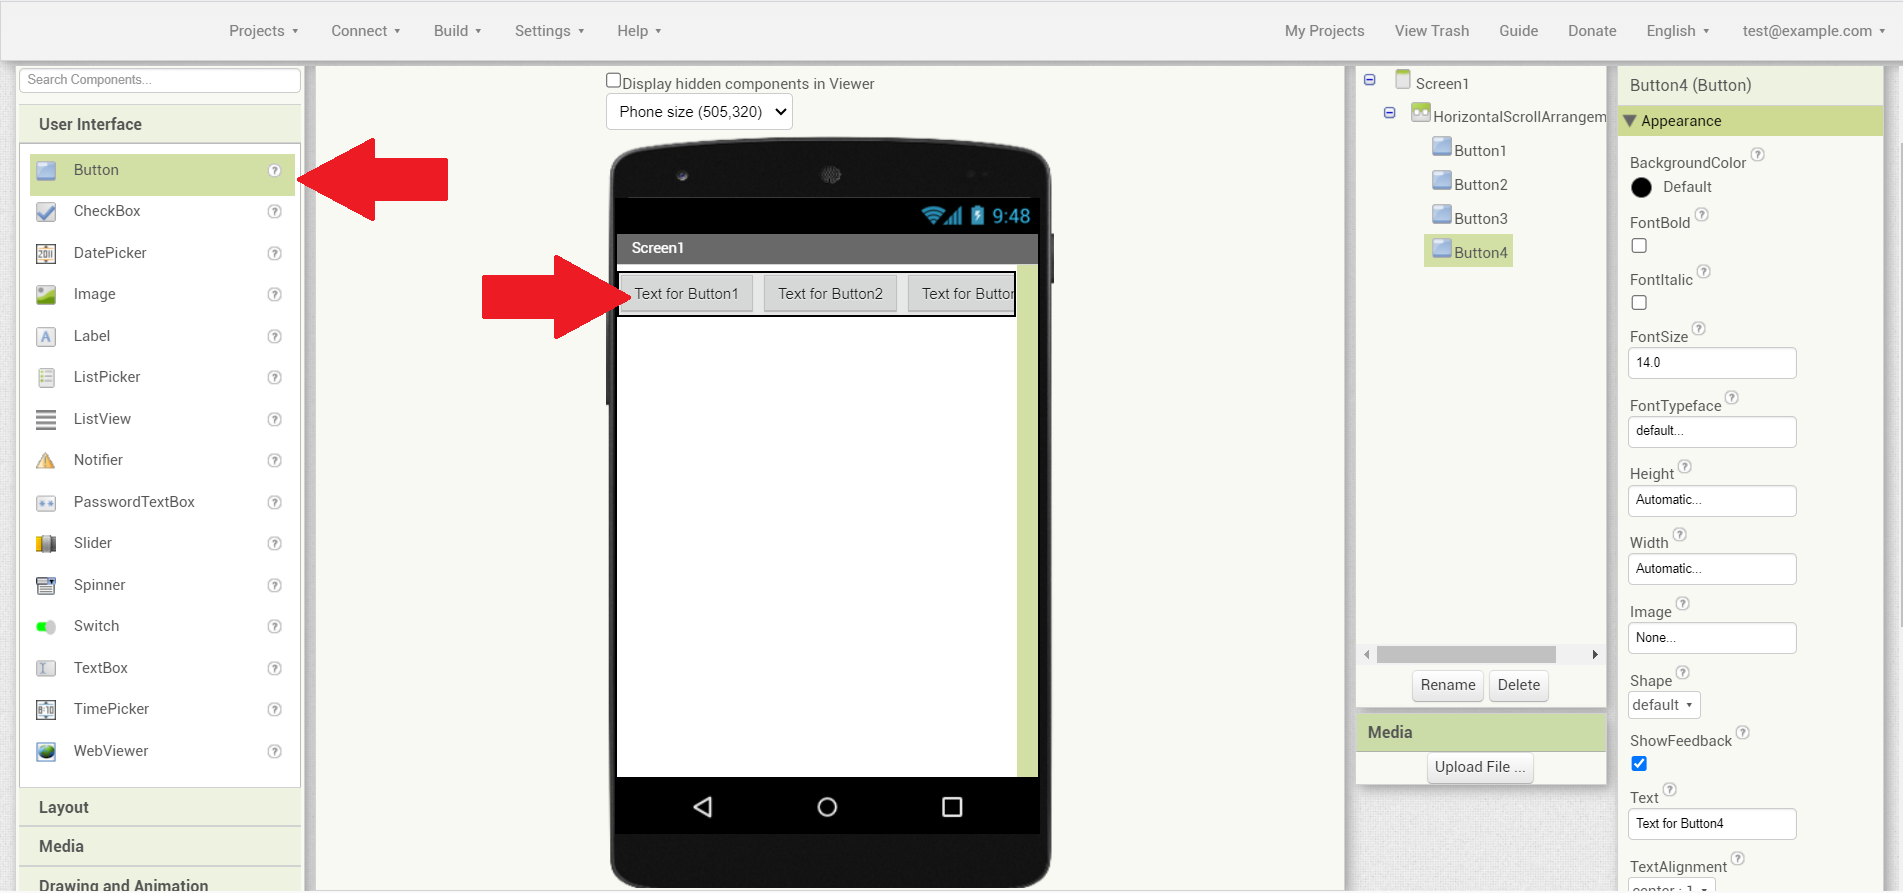 Projects
Connect
Build
Settings
Help
My Projects
View Trash
Guide
Donate
English
test@example.com
Search Components...
User Interface
Button
CheckBox
DatePicker
Image
Label
ListPicker
ListView
Notifier
PasswordTextBox
Slider
Spinner
Switch
TextBox
TimePicker
WebViewer
Layout
Media
Drawing and Animation
Display hidden components in Viewer
Phone size (505,320)
9:48
Screen1
Text for Button1
Text for Button2
Text for Button
Screen1
HorizontalScrollArrangem
Button1
Button2
Button3
Button4
Rename
Delete
Media
Upload File ...
Button4 (Button)
Appearance
BackgroundColor
Default
FontBold
FontItalic
FontSize
14.0
FontTypeface
default...
Height
Automatic...
Width
Automatic...
Image
None...
Shape
default
ShowFeedback
Text
Text for Button4
TextAlignment
center : 1